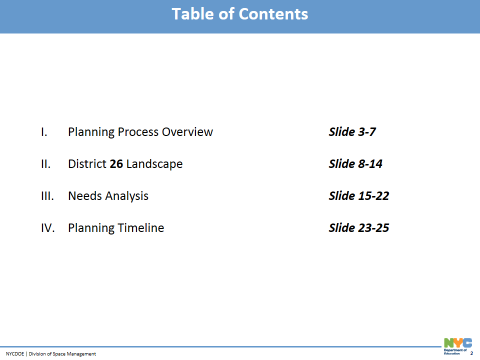 Table of Contents
I. Planning Process Overview Slide 3-7
II. District 26 Landscape Slide 8-14
III. Needs Analysis Slide 15-22
IV. Planning Timeline Slide 23-25
NYCDOE | Division of Space Management
NYC
Department of
Education
2